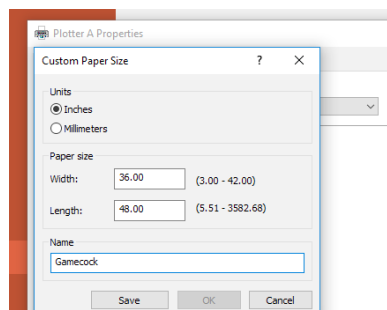 Plotter A Properties
Custom Paper Size ? X
Units
Inches
Millimeters
Paper size
Width: 36.00 (3.00 - 42.00)
Length: 48.00 (5.51 - 3582.68)
Name
Gamecock
Save OK Cancel